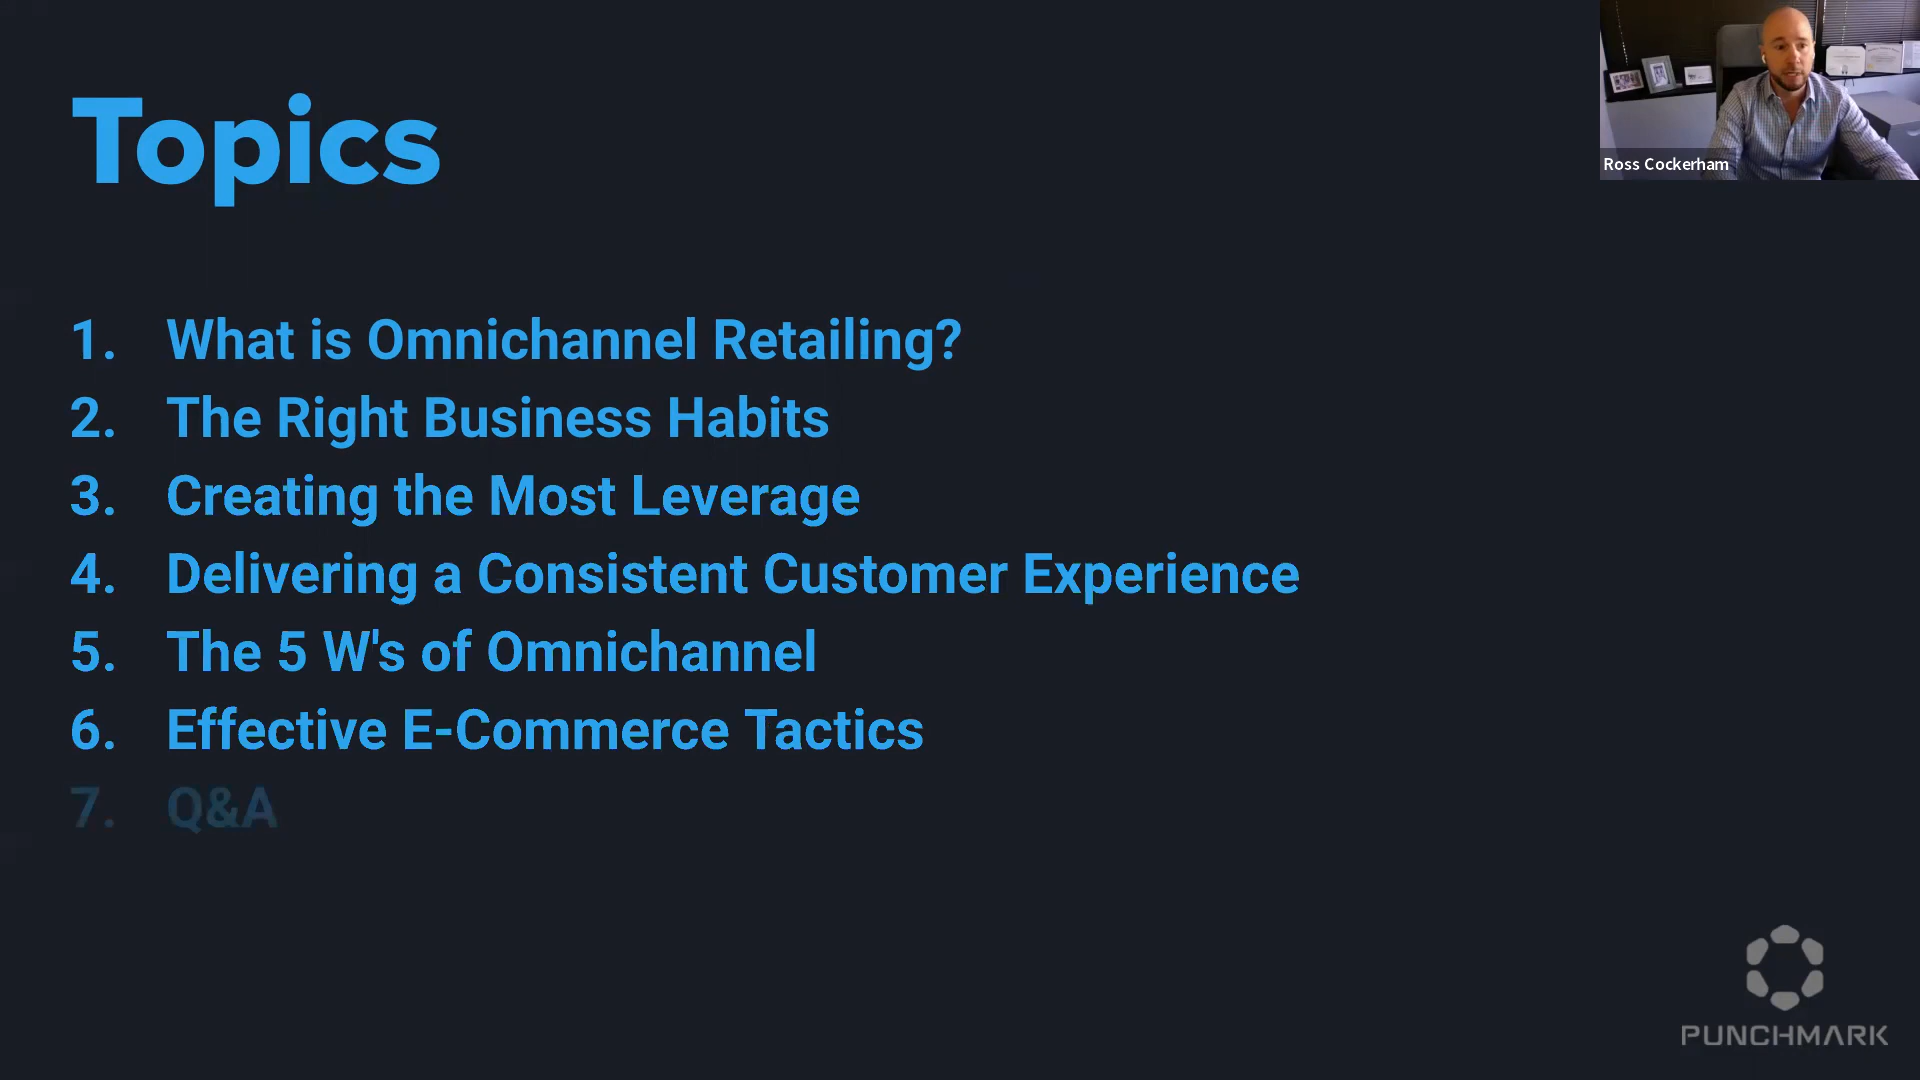 Topics
Ross Cockerham
1. What is Omnichannel Retailing?
2. The Right Business Habits
3. Creating the Most Leverage
4. Delivering a Consistent Customer Experience
5. The 5 W's of Omnichannel
6. Effective E-Commerce Tactics
7. Q&A
PUNCHMARK